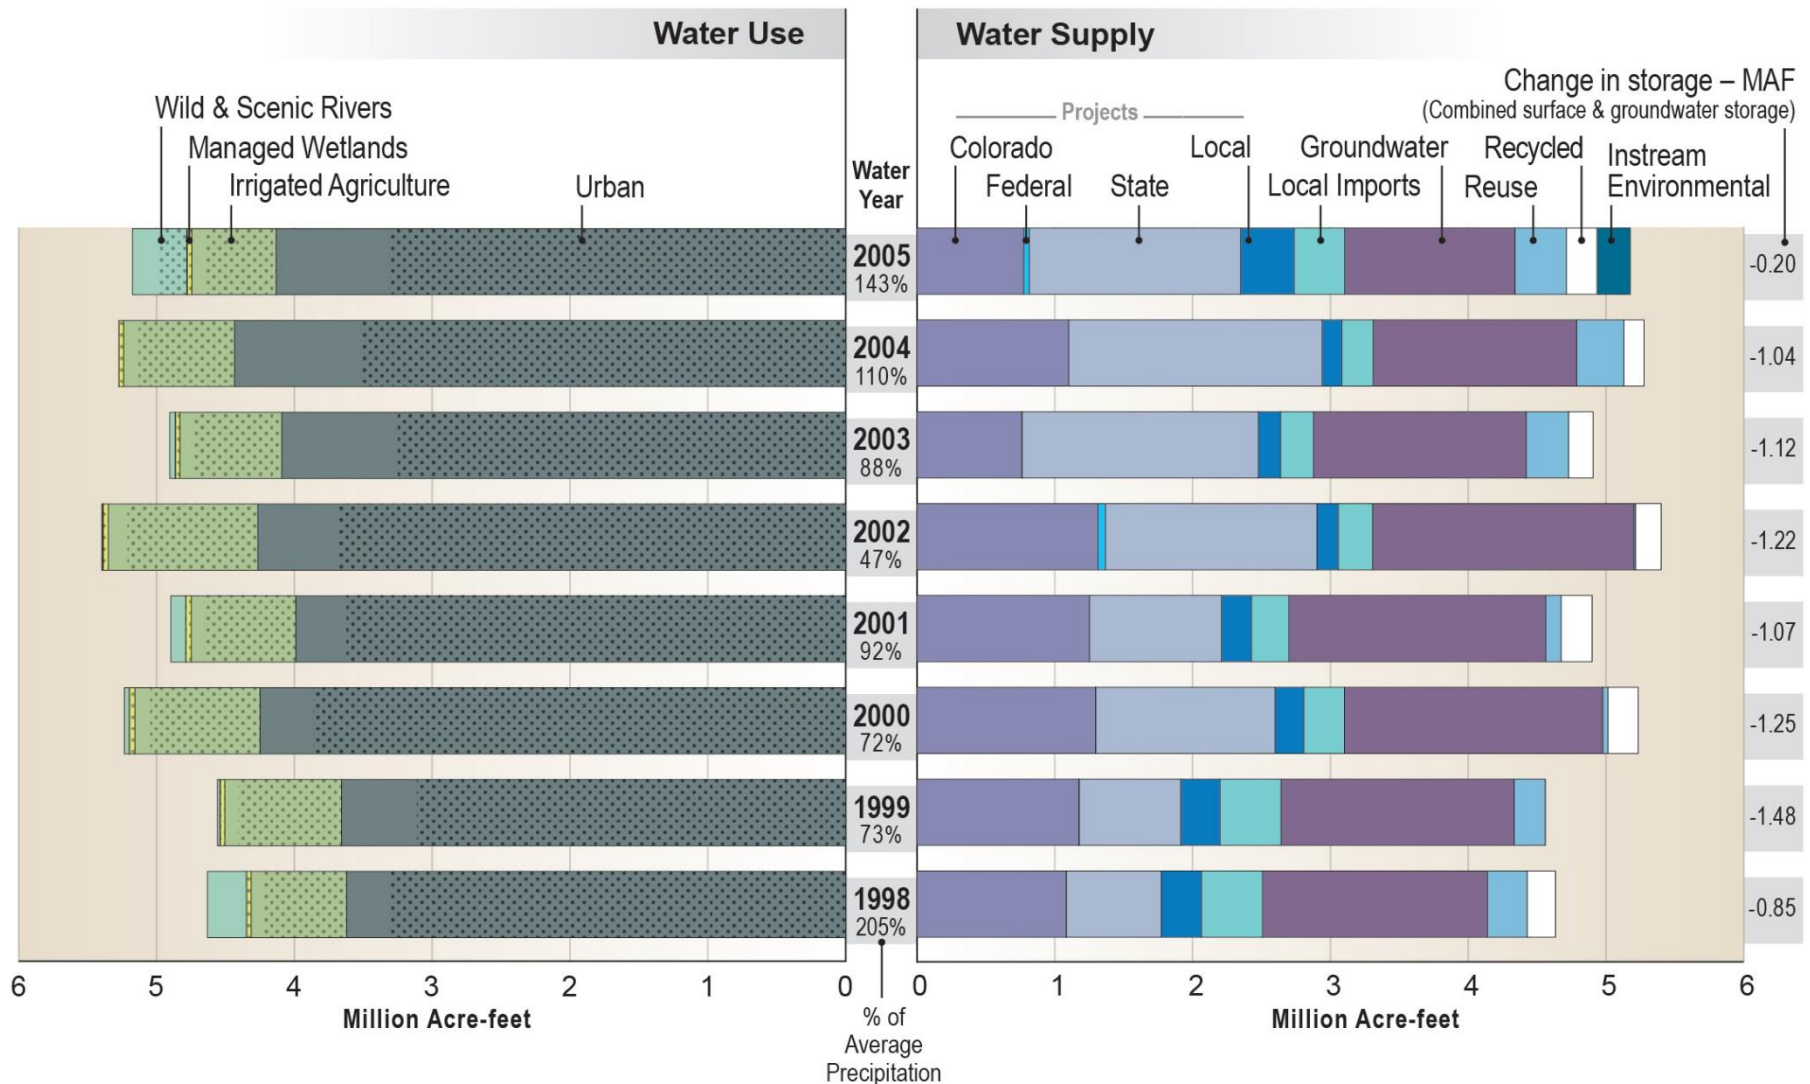 Water Use
Water Supply
Change in storage – MAF
(Combined surface & groundwater storage)
Wild & Scenic Rivers
Managed Wetlands
Irrigated Agriculture
Urban
Water
Year
Projects
Colorado
Federal
State
Local
Local Imports
Groundwater
Reuse
Recycled
Instream
Environmental
2005
143%
-0.20
2004
110%
-1.04
2003
88%
-1.12
2002
47%
-1.22
2001
92%
-1.07
2000
72%
-1.25
1999
73%
-1.48
1998
205%
-0.85
6 5 4 3 2 1 0
0 1 2 3 4 5 6
Million Acre-feet
Million Acre-feet
% of
Average
Precipitation